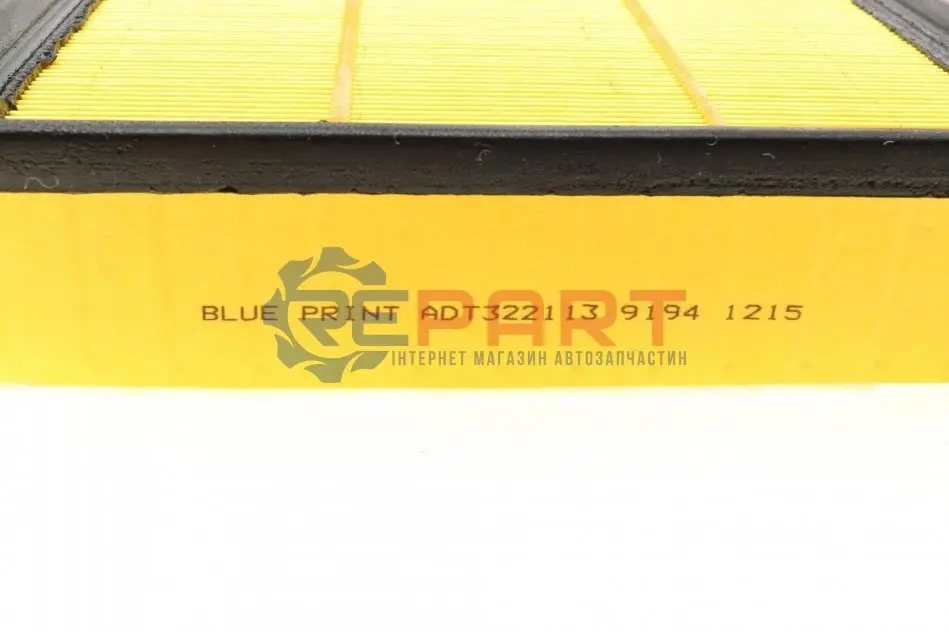 BLUE PRINT ADT322113 9194 1215
REPART
ІНТЕРНЕТ МАГАЗИН АВТОЗАПЧАСТИН